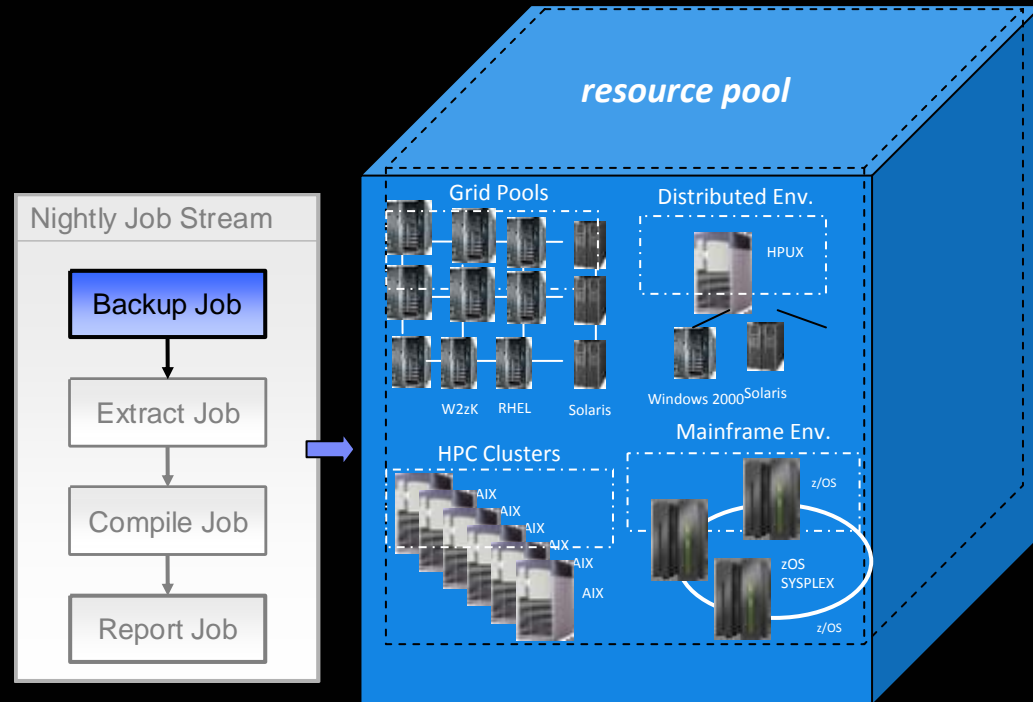 resource pool
Nightly Job Stream
Backup Job
Extract Job
Compile Job
Report Job
Grid Pools
W2zK
RHEL
Solaris
Distributed Env.
HPUX
Windows 2000
Solaris
HPC Clusters
AIX
AIX
AIX
AIX
AIX
AIX
Mainframe Env.
z/OS
zOS
SYSPLEX
z/OS